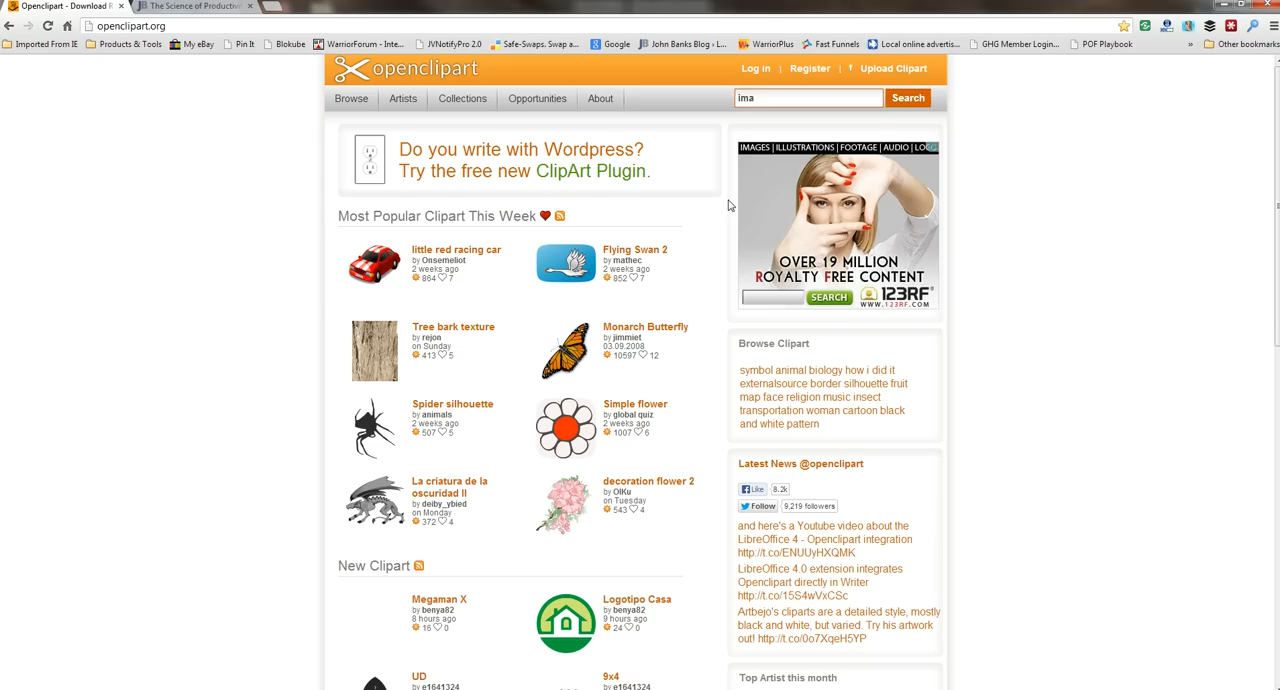 Openclipart - Download R
The Science of Productiv
openclipart.org
Imported From IE
Products & Tools
My eBay
Pin It
Blokube
WarriorForum - Inte...
JVNotifyPro 2.0
Safe-Swaps. Swap a...
Google
John Banks Blog › L...
WarriorPlus
Fast Funnels
Local online advertis...
GHG Member Login...
POF Playbook
»
Other bookmarks
openclipart
Log in | Register | Upload Clipart
Browse
Artists
Collections
Opportunities
About
ima
Search
Do you write with Wordpress?
Try the free new ClipArt Plugin.
Most Popular Clipart This Week
little red racing car
by Onsemeliot
2 weeks ago
864 7
Flying Swan 2
by mathec
2 weeks ago
852 7
Tree bark texture
by rejon
on Sunday
413 5
Monarch Butterfly
by jimmiet
03.09.2008
10597 12
Spider silhouette
by animals
2 weeks ago
507 5
Simple flower
by global quiz
2 weeks ago
1007 6
La criatura de la
oscuridad II
by deiby_ybied
on Monday
372 4
decoration flower 2
by OlKu
on Tuesday
543 4
New Clipart
Megaman X
by benya82
8 hours ago
16 0
Logotipo Casa
by benya82
9 hours ago
24 0
UD
by e1641324
9x4
by e1641324
IMAGES | ILLUSTRATIONS | FOOTAGE | AUDIO | LOGO
OVER 19 MILLION
ROYALTY FREE CONTENT
SEARCH
123RF®
WWW.123RF.COM
Browse Clipart
symbol animal biology how i did it
externalsource border silhouette fruit
map face religion music insect
transportation woman cartoon black
and white pattern
Latest News @openclipart
Like 8.2k
Follow 9,219 followers
and here's a Youtube video about the
LibreOffice 4 - Openclipart integration
http://t.co/ENUUyHXQMK
LibreOffice 4.0 extension integrates
Openclipart directly in Writer
http://t.co/15S4wVxCSc
Artbejo's cliparts are a detailed style, mostly
black and white, but varied. Try his artwork
out! http://t.co/0o7XqeH5YP
Top Artist this month